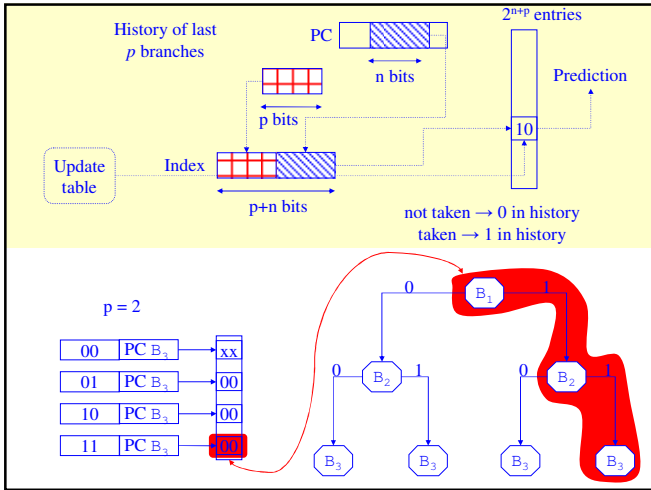 History of last
p branches
PC
2^{n+p} entries
n bits
Prediction
p bits
10
Update
table
Index
p+n bits
not taken → 0 in history
taken → 1 in history
p = 2
0 B₁ 1
00 PC B₃ xx
01 PC B₃ 00
10 PC B₃ 00
11 PC B₃ 00
0 B₂ 1
0 B₂ 1
B₃ B₃ B₃ B₃